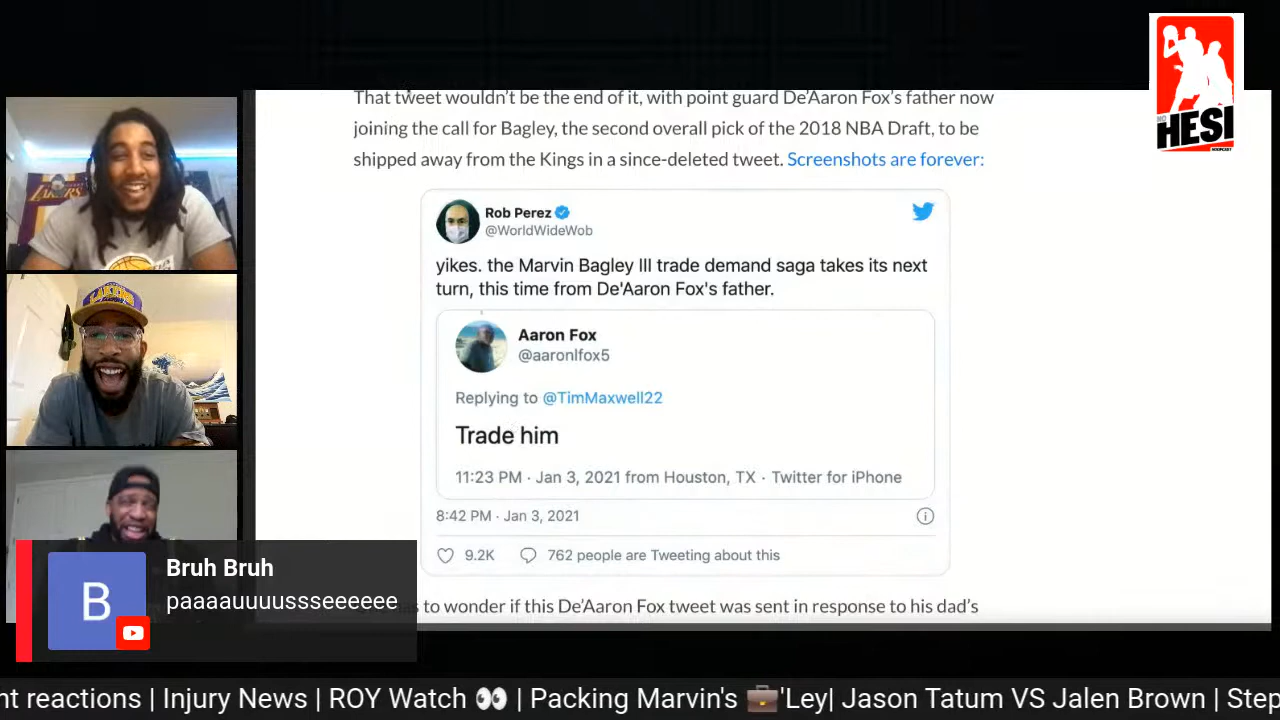 That tweet wouldn't be the end of it, with point guard De'Aaron Fox's father now
joining the call for Bagley, the second overall pick of the 2018 NBA Draft, to be
shipped away from the Kings in a since-deleted tweet. Screenshots are forever:
HESI
LAKERS
Rob Perez
@WorldWideWob
yikes. the Marvin Bagley III trade demand saga takes its next
turn, this time from De'Aaron Fox's father.
LAKERS
Aaron Fox
@aaronlfox5
Replying to @TimMaxwell22
Trade him
11:23 PM · Jan 3, 2021 from Houston, TX · Twitter for iPhone
8:42 PM · Jan 3, 2021
9.2K 762 people are Tweeting about this
B
Bruh Bruh
paaaauuuussseeeeee
to wonder if this De'Aaron Fox tweet was sent in response to his dad's
nt reactions | Injury News | ROY Watch 👀 | Packing Marvin's 💼'Ley| Jason Tatum VS Jalen Brown | Step